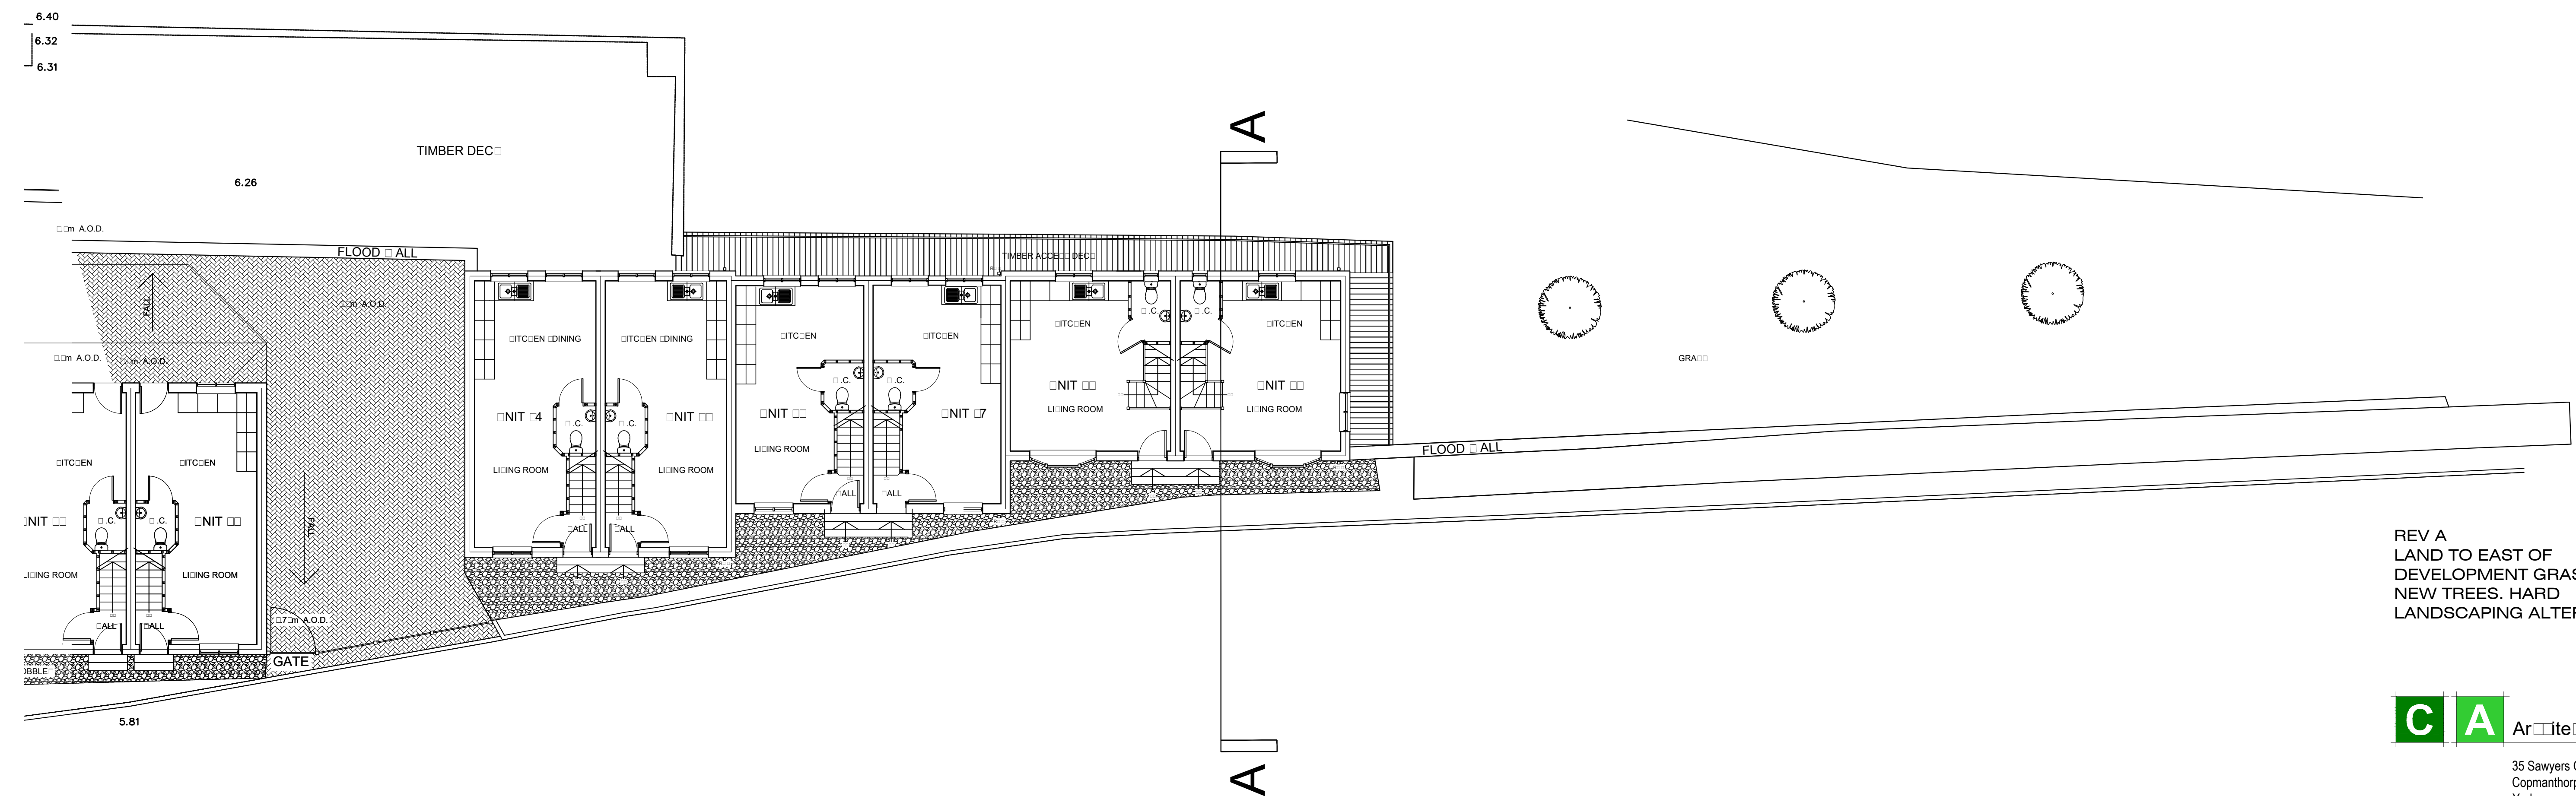 6.40
6.32
6.31
TIMBER DEC□
6.26
□.□m A.O.D.
FLOOD □ ALL
TIMBER ACCE□□ DEC□
□.□m A.O.D.
FALL
□ITC□EN □DINING
□ITC□EN □DINING
□ITC□EN
□ITC□EN
□ITC□EN
□ .C.
□ .C.
□ITC□EN
GRA□□
□.□m A.O.D.
□.□m A.O.D.
□ .C.
□ .C.
□NIT □□
□NIT □□
□NIT □4
□NIT □□
□NIT □□
□NIT □7
LI□ING ROOM
LI□ING ROOM
□ .C.
□ .C.
LI□ING ROOM
FLOOD □ ALL
□ITC□EN
□ITC□EN
LI□ING ROOM
LI□ING ROOM
□ALL
□ALL
□NIT □□
□ .C.
□ .C.
□NIT □□
FALL
□ALL
□ALL
LI□ING ROOM
LI□ING ROOM
□.7□m A.O.D.
□ALL
□ALL
GATE
OBBLE□
5.81
A
A
REV A
LAND TO EAST OF
DEVELOPMENT GRAS
NEW TREES. HARD
LANDSCAPING ALTER
C A Ar□□ite□
35 Sawyers
Copmanthorp